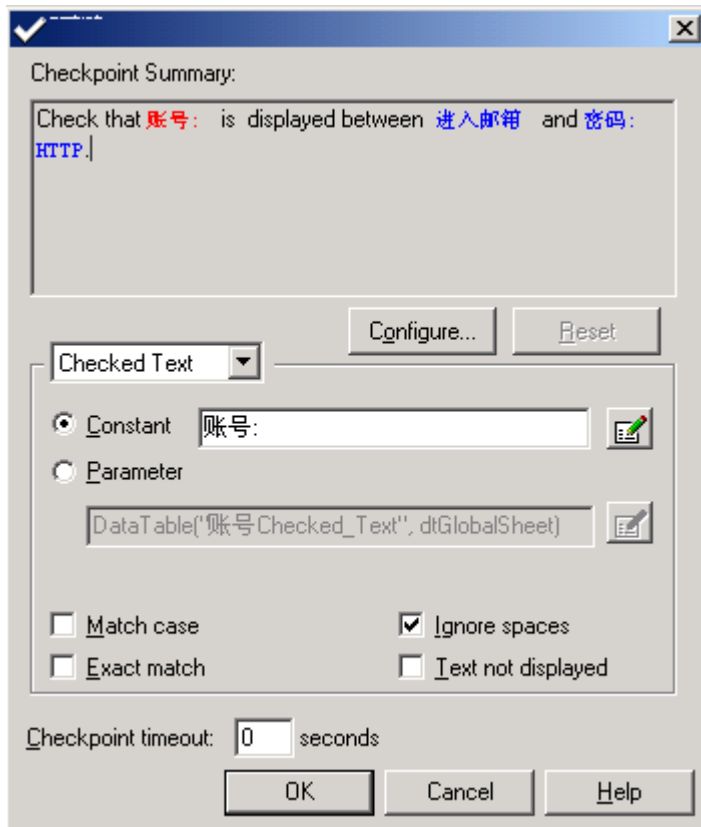 Checkpoint Summary:
Check that 账号: is displayed between 进入邮箱 and 密码:
HTTP.
Configure...
Reset
Checked Text
Constant 账号:
Parameter
DataTable("账号Checked_Text", dtGlobalSheet)
Match case
Ignore spaces
Exact match
Text not displayed
Checkpoint timeout: 0 seconds
OK
Cancel
Help